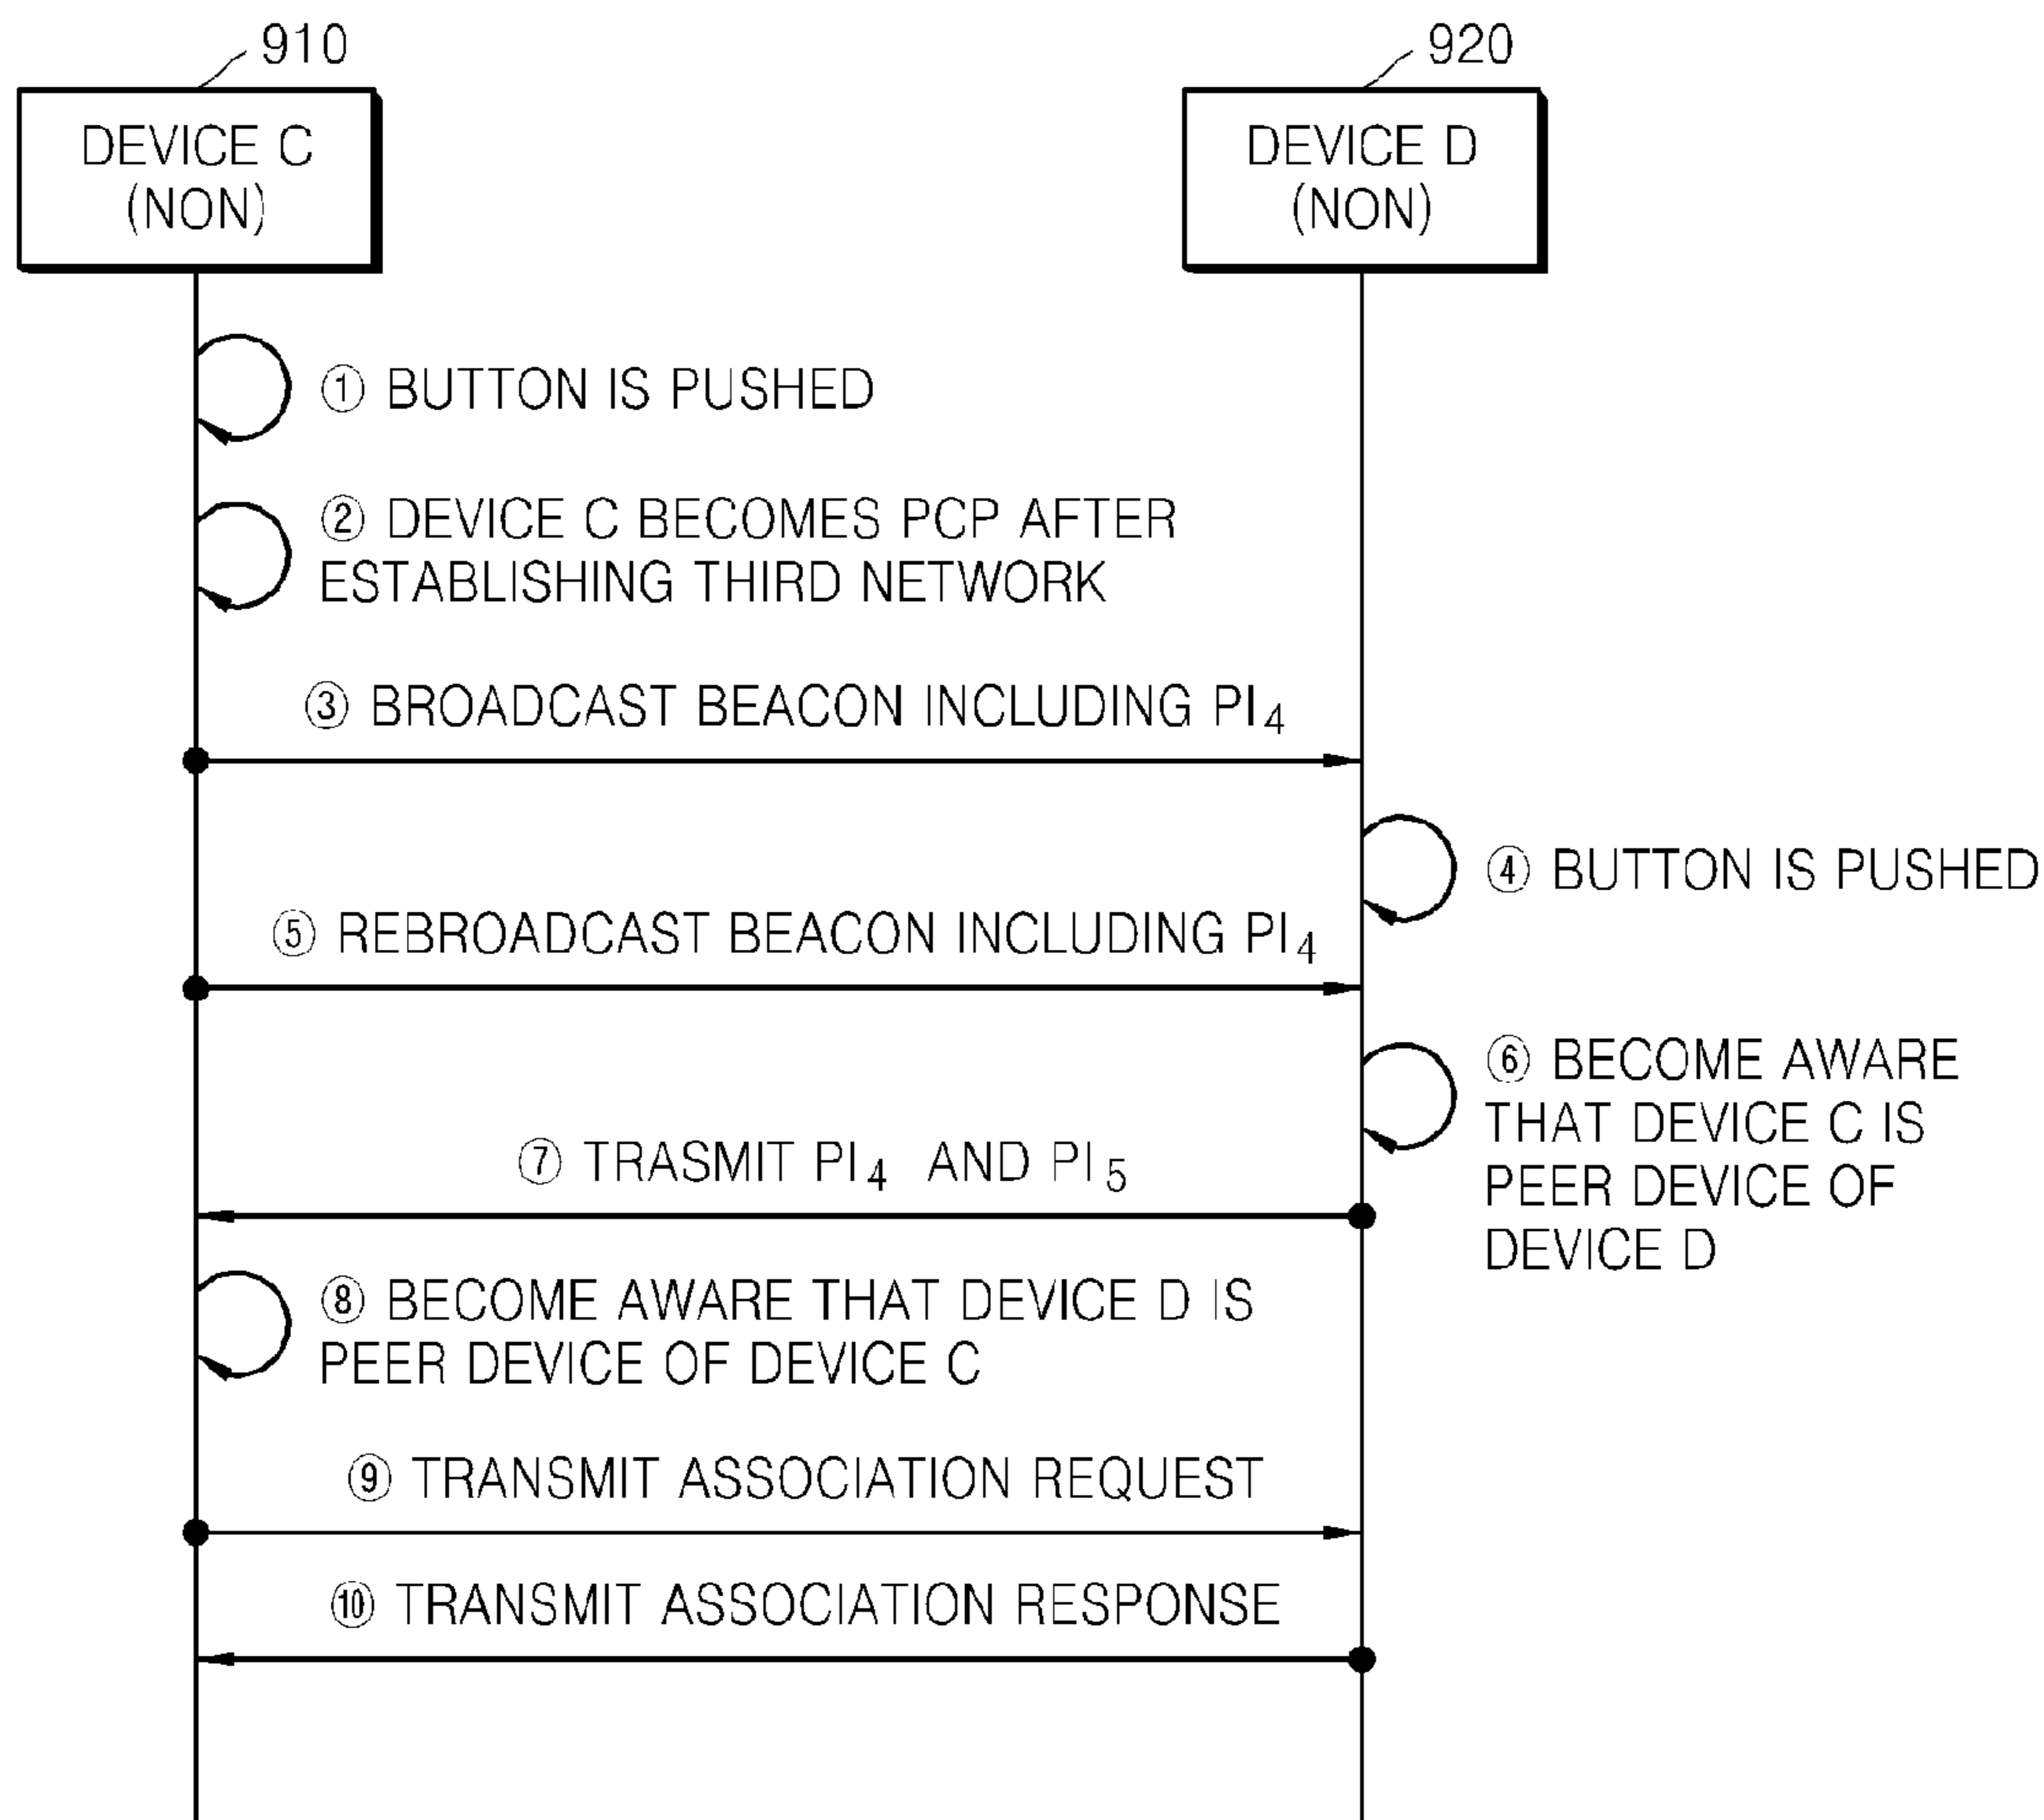 910
920
DEVICE C
(NON)
DEVICE D
(NON)
① BUTTON IS PUSHED
② DEVICE C BECOMES PCP AFTER
ESTABLISHING THIRD NETWORK
③ BROADCAST BEACON INCLUDING PI₄
④ BUTTON IS PUSHED
⑤ REBROADCAST BEACON INCLUDING PI₄
⑥ BECOME AWARE
THAT DEVICE C IS
PEER DEVICE OF
DEVICE D
⑦ TRASMIT PI₄ AND PI₅
⑧ BECOME AWARE THAT DEVICE D IS
PEER DEVICE OF DEVICE C
⑨ TRANSMIT ASSOCIATION REQUEST
⑩ TRANSMIT ASSOCIATION RESPONSE